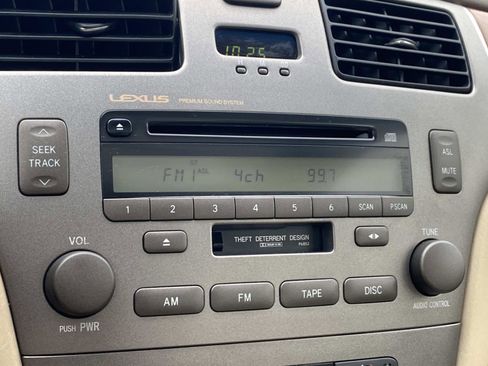 10:25
LEXUS PREMIUM SOUND SYSTEM
SEEK
TRACK
ASL
MUTE
ST
FM1 ASL 4ch 99.7
1 2 3 4 5 6 SCAN P.SCAN
THEFT DETERRENT DESIGN
VOL
TUNE
AM FM TAPE DISC
PUSH PWR
AUDIO CONTROL